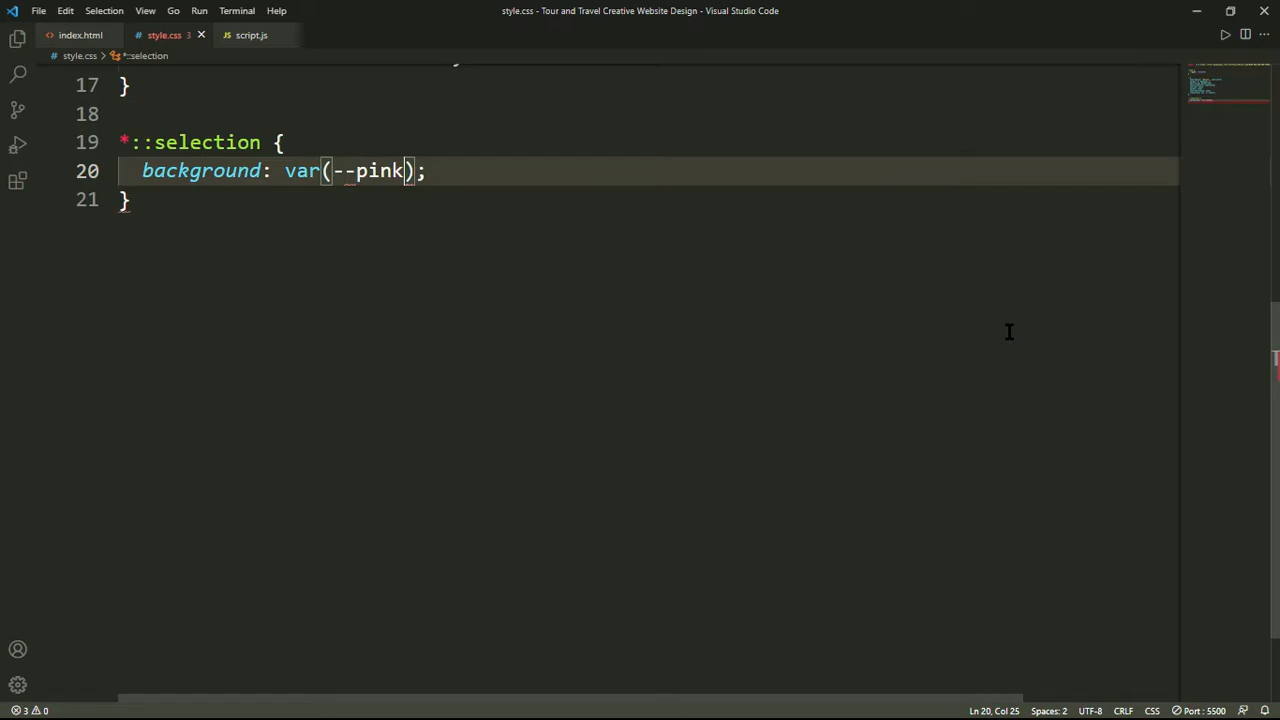 File Edit Selection View Go Run Terminal Help
style.css - Tour and Travel Creative Website Design - Visual Studio Code
index.html
# style.css 3
JS script.js
# style.css > *::selection
17 }
18
19 *::selection {
20 background: var(--pink);
21 }
3 0
Ln 20, Col 25 Spaces: 2 UTF-8 CRLF CSS Port : 5500